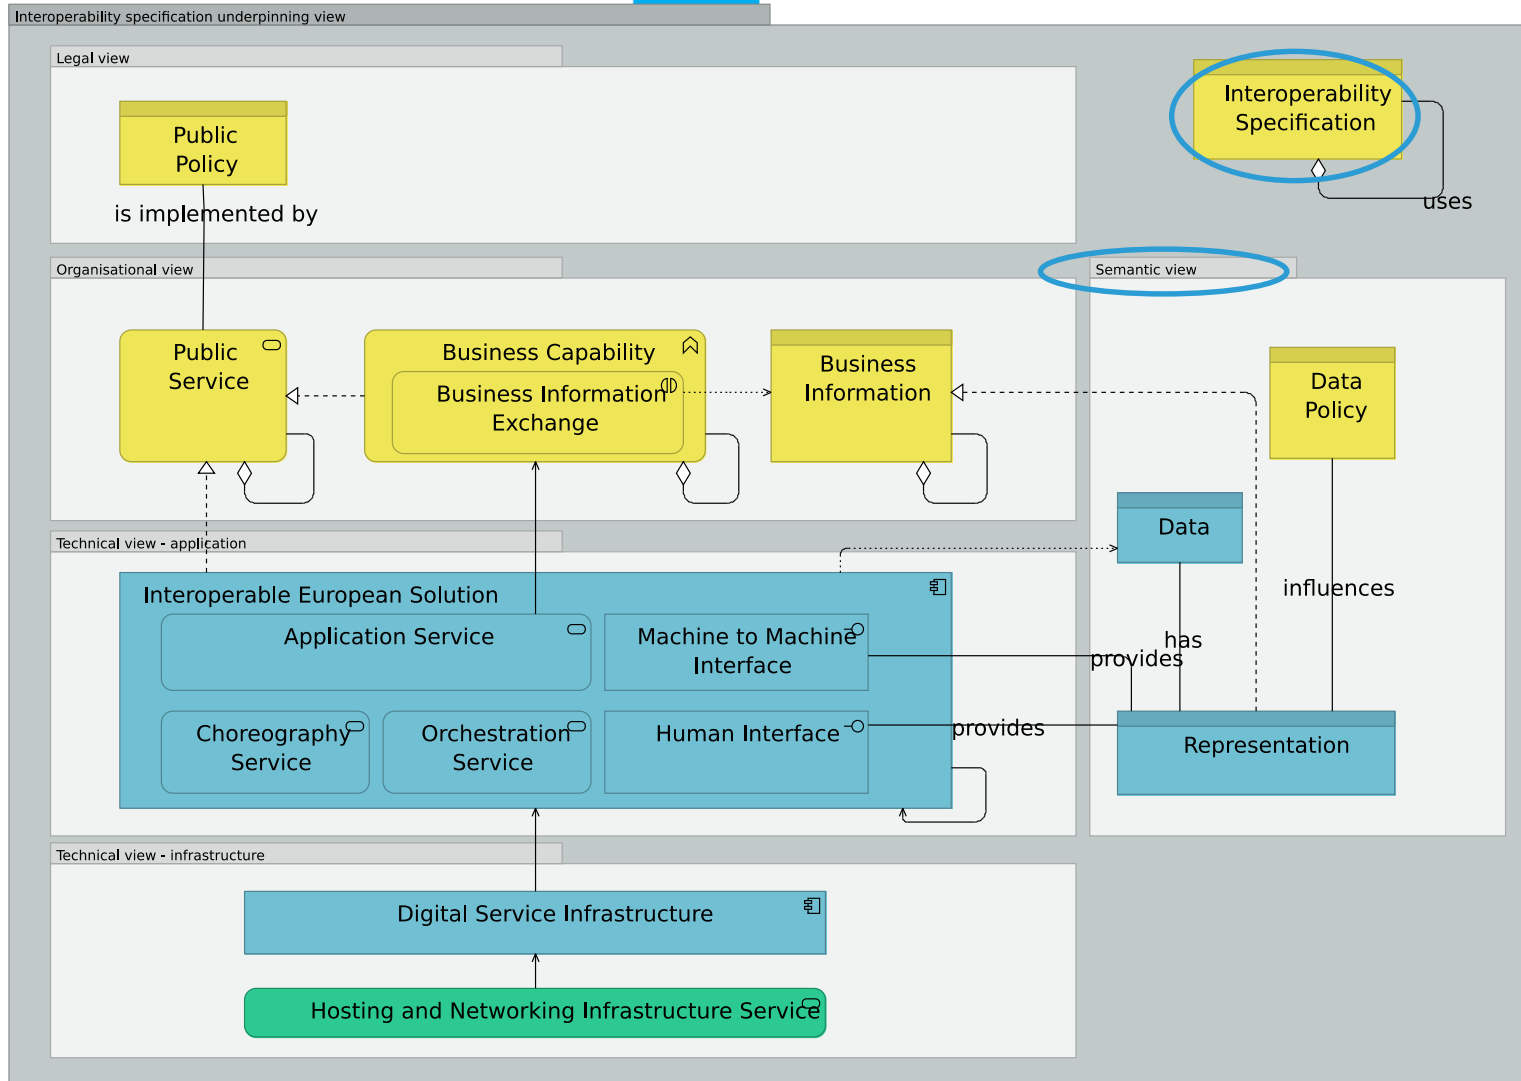 Interoperability specification underpinning view
Legal view
Public
Policy
is implemented by
Interoperability
Specification
uses
Organisational view
Public
Service
Business Capability
Business Information
Exchange
Business
Information
Semantic view
Data
Policy
Data
influences
has
provides
provides
Representation
Technical view - application
Interoperable European Solution
Application Service
Machine to Machine
Interface
Choreography
Service
Orchestration
Service
Human Interface
Technical view - infrastructure
Digital Service Infrastructure
Hosting and Networking Infrastructure Service